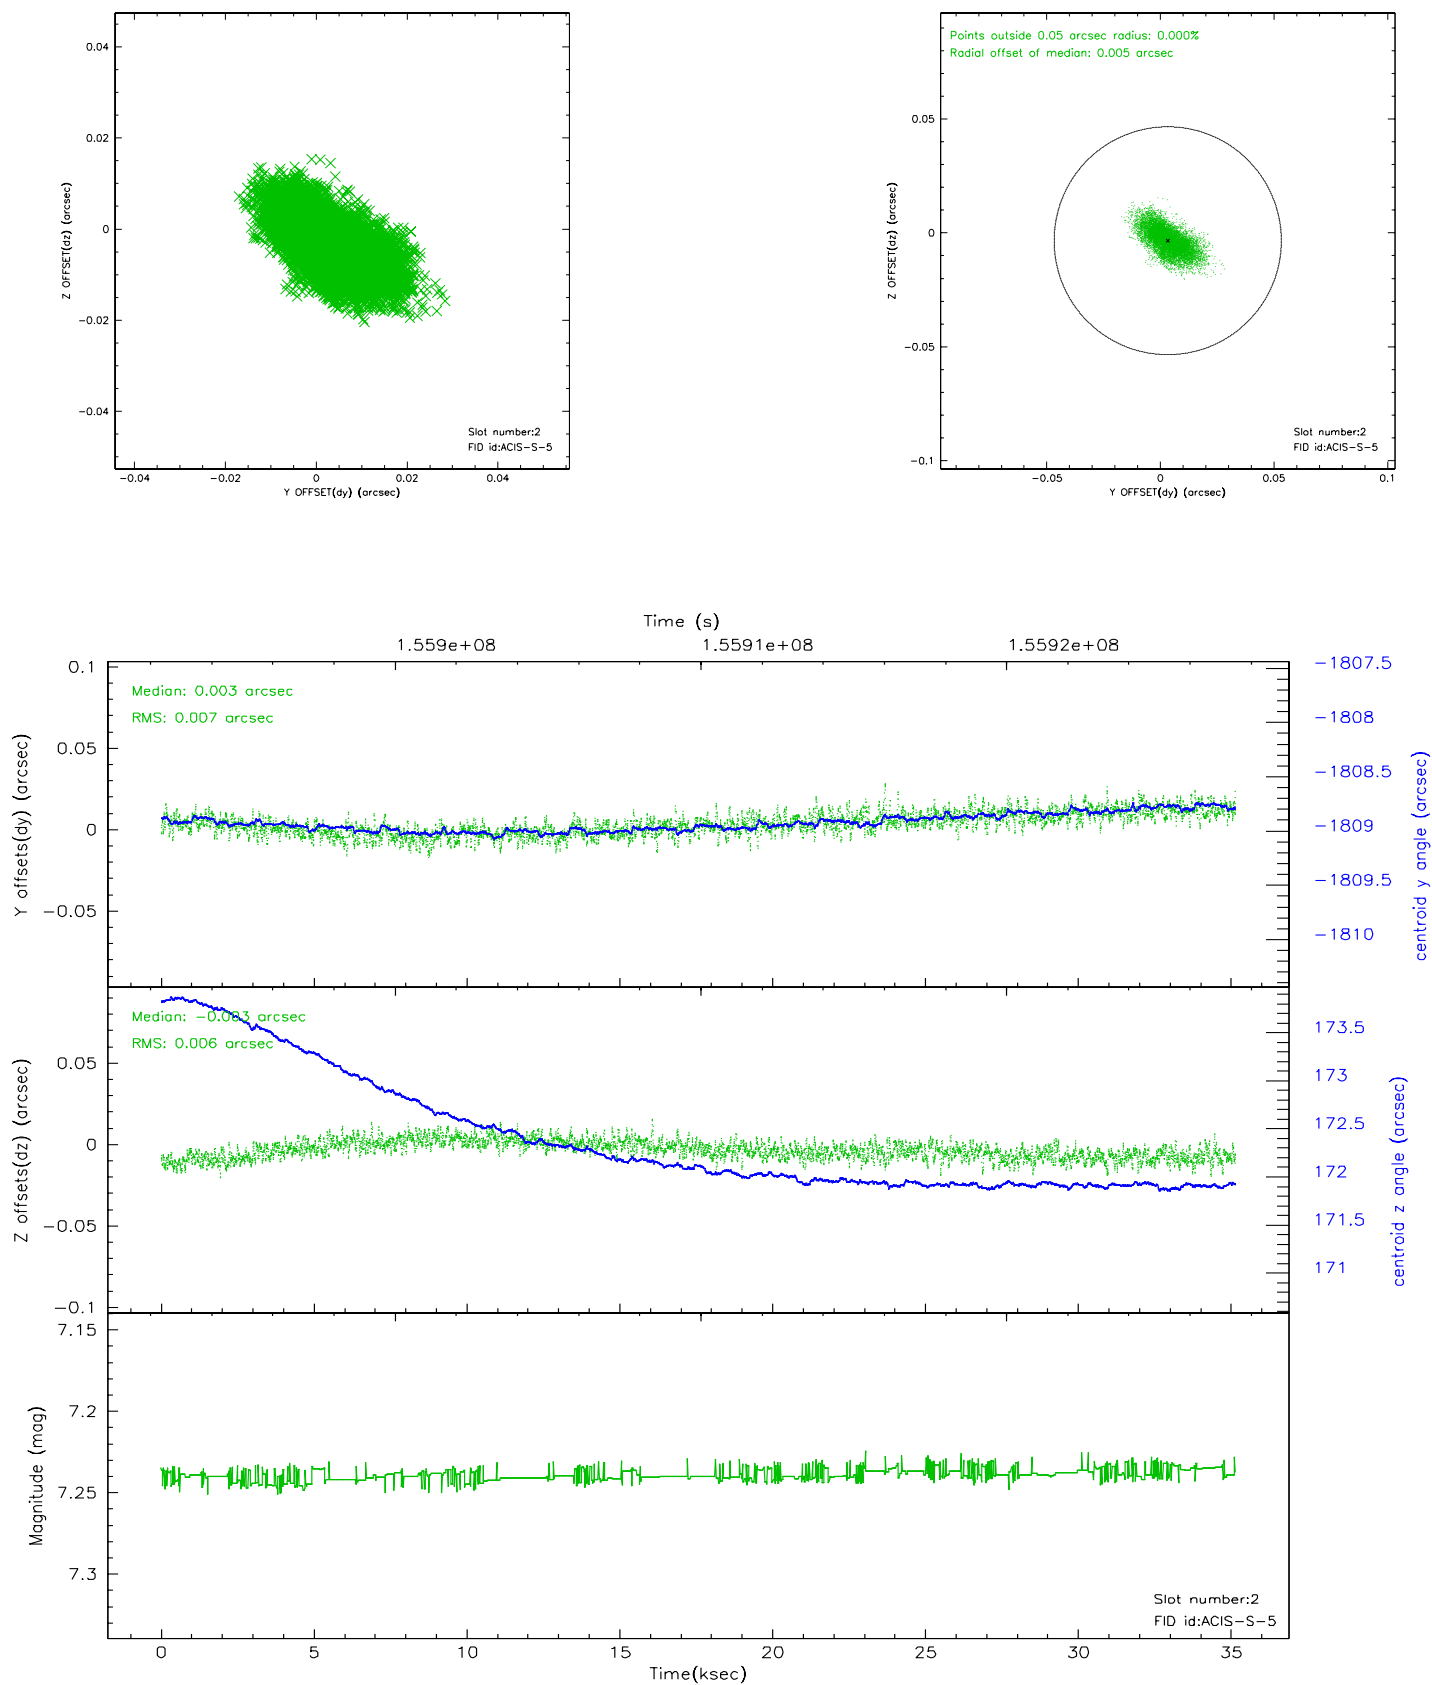 0.04
0.02
0
-0.02
-0.04
Z OFFSET(dz) (arcsec)
Slot number:2
FID id:ACIS-S-5
-0.04 -0.02 0 0.02 0.04
Y OFFSET(dy) (arcsec)
Points outside 0.05 arcsec radius: 0.000%
Radial offset of median: 0.005 arcsec
0.05
0
-0.05
-0.1
Z OFFSET(dz) (arcsec)
Slot number:2
FID id:ACIS-S-5
-0.05 0 0.05 0.1
Y OFFSET(dy) (arcsec)
Time (s)
1.559e+08 1.5591e+08 1.5592e+08
0.1
0.05
0
-0.05
Y offsets(dy) (arcsec)
Median: 0.003 arcsec
RMS: 0.007 arcsec
-1807.5
-1808
-1808.5
-1809
-1809.5
-1810
centroid y angle (arcsec)
0.05
0
-0.05
-0.1
Z offsets(dz) (arcsec)
Median: -0.003 arcsec
RMS: 0.006 arcsec
173.5
173
172.5
172
171.5
171
centroid z angle (arcsec)
7.15
7.2
7.25
7.3
Magnitude (mag)
Slot number:2
FID id:ACIS-S-5
0 5 10 15 20 25 30 35
Time(ksec)